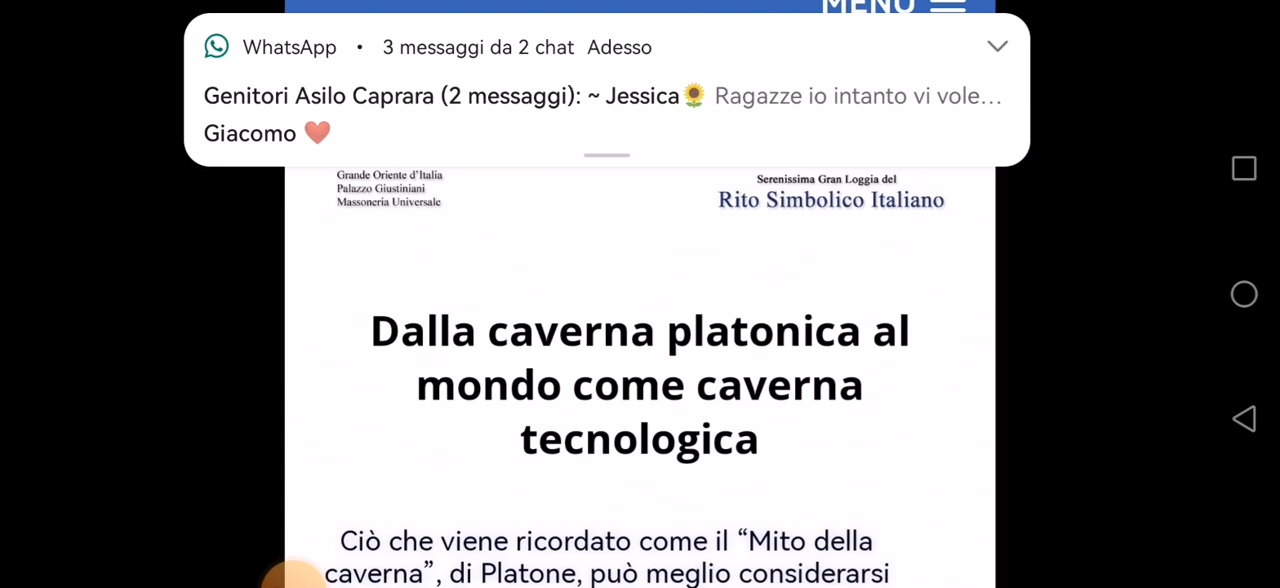 MENU
WhatsApp • 3 messaggi da 2 chat Adesso
Genitori Asilo Caprara (2 messaggi): ~ Jessica🌻 Ragazze io intanto vi vole…
Giacomo ❤️
Grande Oriente d'Italia
Palazzo Giustiniani
Massoneria Universale
Serenissima Gran Loggia del
Rito Simbolico Italiano
Dalla caverna platonica al
mondo come caverna
tecnologica
Ciò che viene ricordato come il “Mito della
caverna”, di Platone, può meglio considerarsi